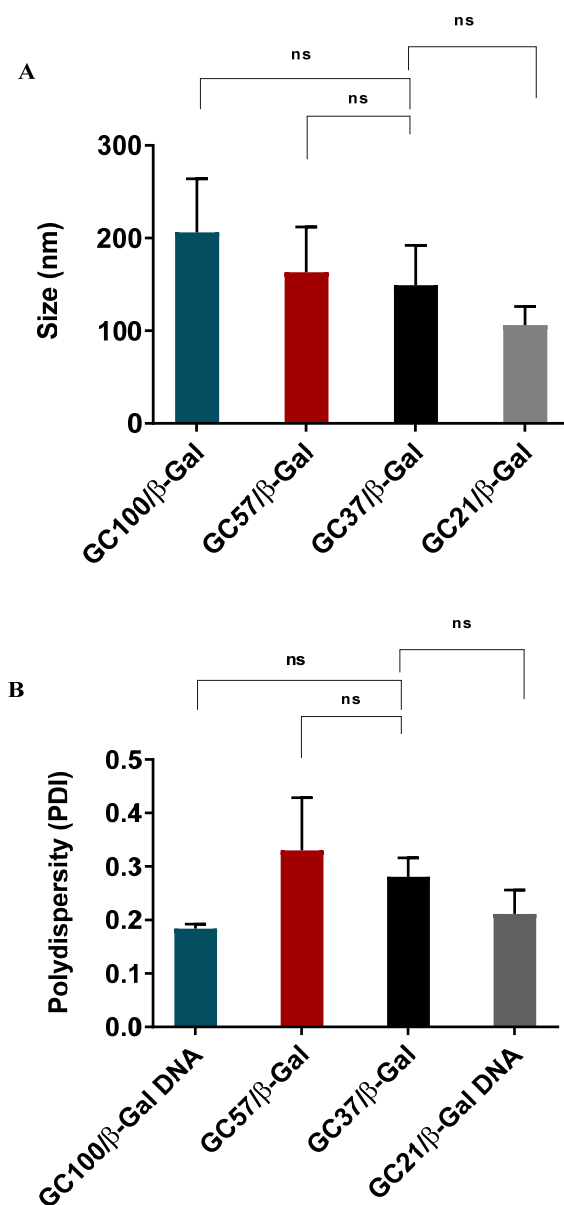 A
ns
ns
ns
Size (nm)
300
200
100
0
GC100/β-Gal
GC57/β-Gal
GC37/β-Gal
GC21/β-Gal
B
ns
ns
ns
Polydispersity (PDI)
0.5
0.4
0.3
0.2
0.1
0.0
GC100/β-Gal DNA
GC57/β-Gal
GC37/β-Gal
GC21/β-Gal DNA